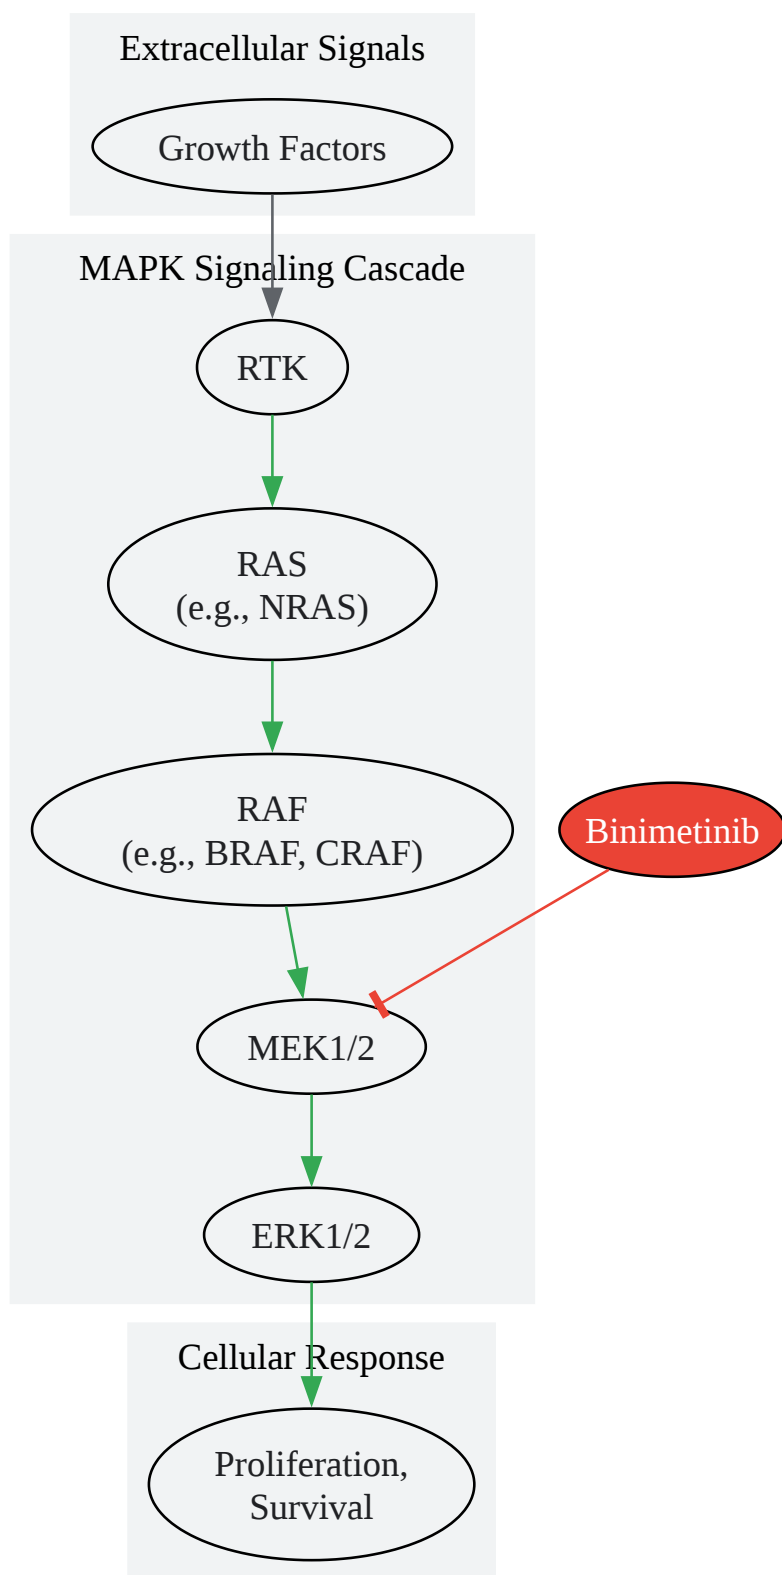 Extracellular Signals
Growth Factors
MAPK Signaling Cascade
RTK
RAS
(e.g., NRAS)
RAF
(e.g., BRAF, CRAF)
Binimetinib
MEK1/2
ERK1/2
Cellular Response
Proliferation,
Survival